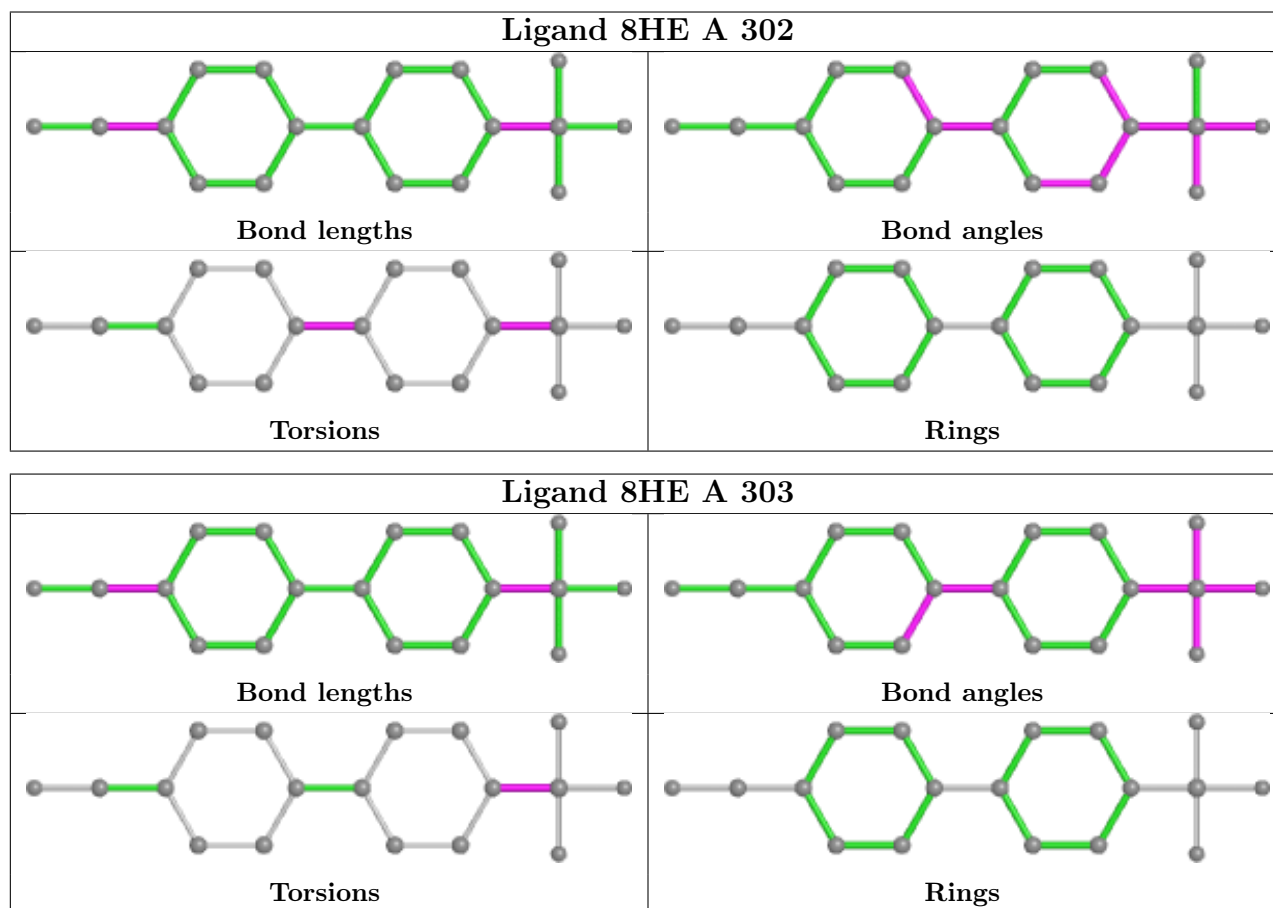 Ligand 8HE A 302
Bond lengths
Bond angles
Torsions
Rings
Ligand 8HE A 303
Bond lengths
Bond angles
Torsions
Rings